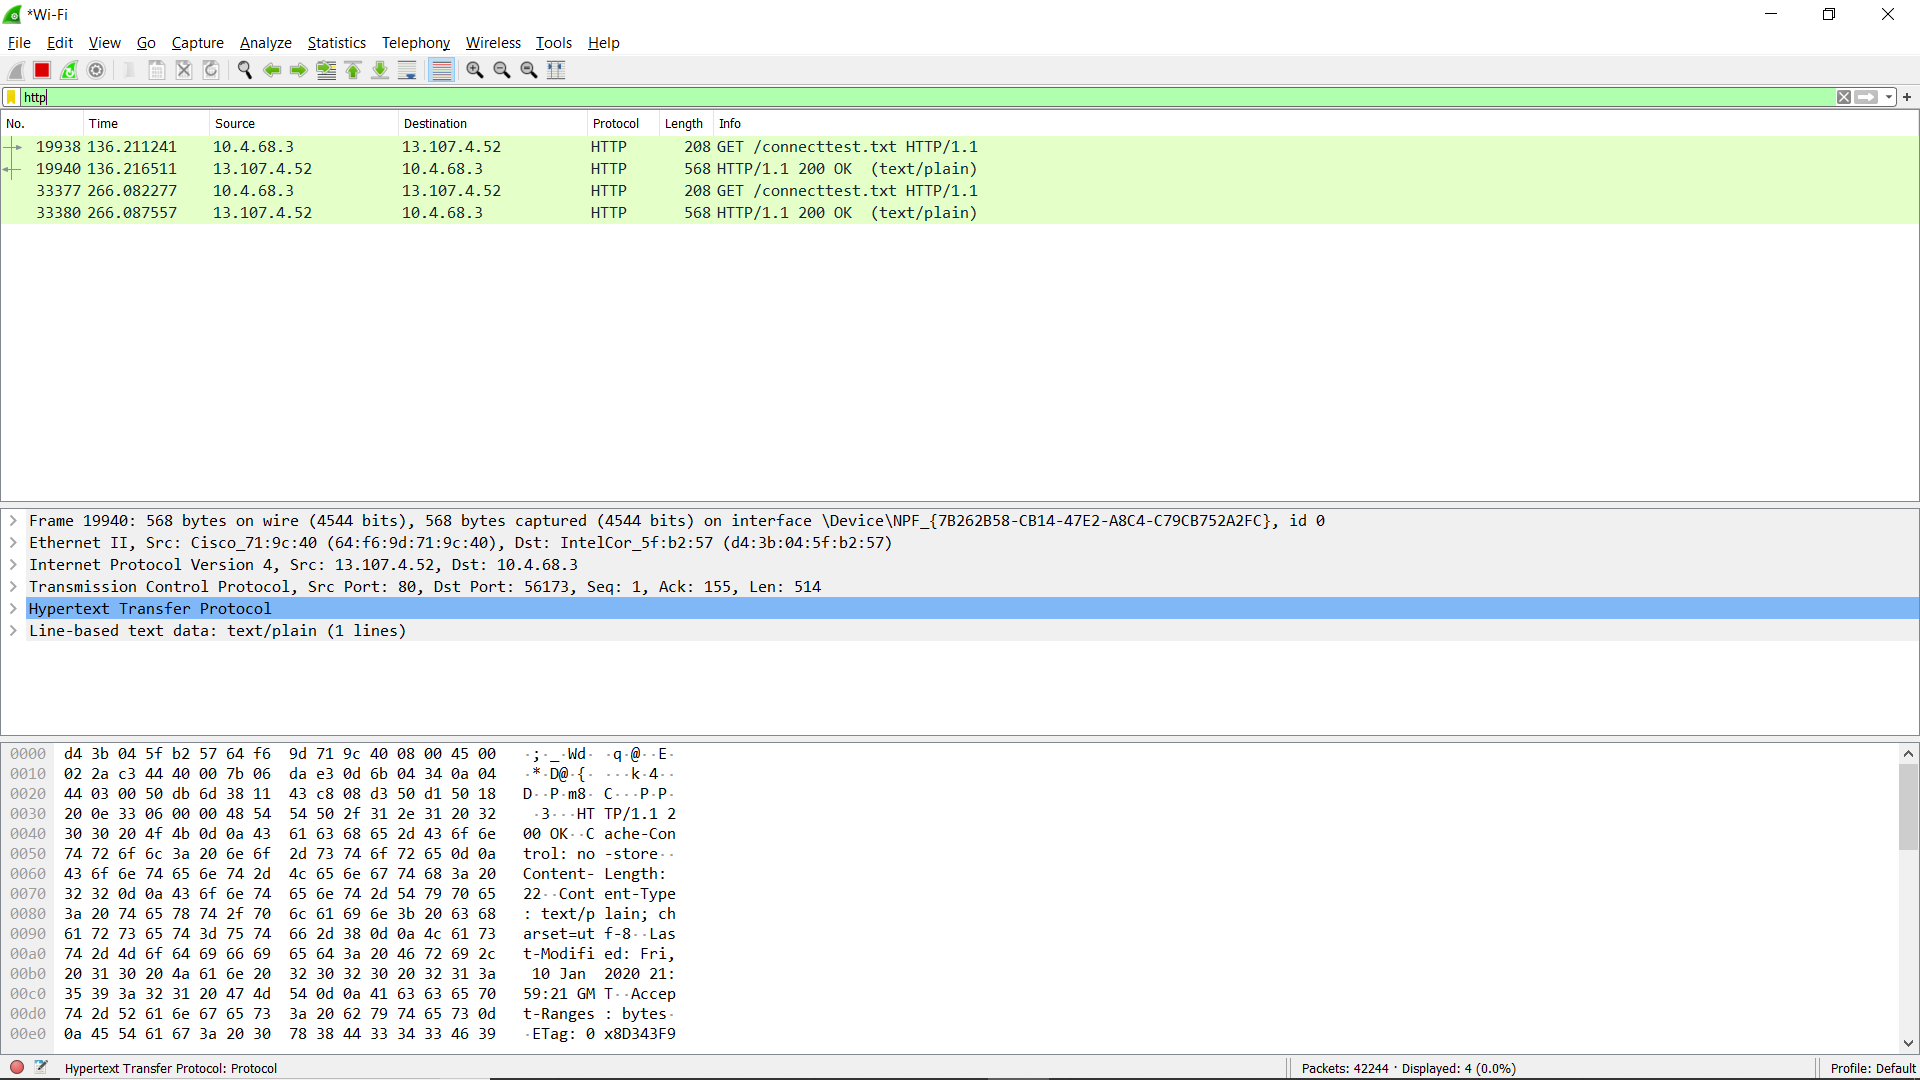 *Wi-Fi
File Edit View Go Capture Analyze Statistics Telephony Wireless Tools Help
http
No. Time Source Destination Protocol Length Info
19938 136.211241 10.4.68.3 13.107.4.52 HTTP 208 GET /connecttest.txt HTTP/1.1
19940 136.216511 13.107.4.52 10.4.68.3 HTTP 568 HTTP/1.1 200 OK (text/plain)
33377 266.082277 10.4.68.3 13.107.4.52 HTTP 208 GET /connecttest.txt HTTP/1.1
33380 266.087557 13.107.4.52 10.4.68.3 HTTP 568 HTTP/1.1 200 OK (text/plain)
Frame 19940: 568 bytes on wire (4544 bits), 568 bytes captured (4544 bits) on interface \Device\NPF_{7B262B58-CB14-47E2-A8C4-C79CB752A2FC}, id 0
Ethernet II, Src: Cisco_71:9c:40 (64:f6:9d:71:9c:40), Dst: IntelCor_5f:b2:57 (d4:3b:04:5f:b2:57)
Internet Protocol Version 4, Src: 13.107.4.52, Dst: 10.4.68.3
Transmission Control Protocol, Src Port: 80, Dst Port: 56173, Seq: 1, Ack: 155, Len: 514
Hypertext Transfer Protocol
Line-based text data: text/plain (1 lines)
0000 d4 3b 04 5f b2 57 64 f6 9d 71 9c 40 08 00 45 00 ·;·_·Wd· ·q·@··E·
0010 02 2a c3 44 40 00 7b 06 da e3 0d 6b 04 34 0a 04 ·*·D@·{· ···k·4··
0020 44 03 00 50 db 6d 38 11 43 c8 08 d3 50 d1 50 18 D··P·m8· C···P·P·
0030 20 0e 33 06 00 00 48 54 54 50 2f 31 2e 31 20 32 ·3···HT TP/1.1 2
0040 30 30 20 4f 4b 0d 0a 43 61 63 68 65 2d 43 6f 6e 00 OK··C ache-Con
0050 74 72 6f 6c 3a 20 6e 6f 2d 73 74 6f 72 65 0d 0a trol: no -store··
0060 43 6f 6e 74 65 6e 74 2d 4c 65 6e 67 74 68 3a 20 Content- Length:
0070 32 32 0d 0a 43 6f 6e 74 65 6e 74 2d 54 79 70 65 22··Cont ent-Type
0080 3a 20 74 65 78 74 2f 70 6c 61 69 6e 3b 20 63 68 : text/p lain; ch
0090 61 72 73 65 74 3d 75 74 66 2d 38 0d 0a 4c 61 73 arset=ut f-8··Las
00a0 74 2d 4d 6f 64 69 66 69 65 64 3a 20 46 72 69 2c t-Modifi ed: Fri,
00b0 20 31 30 20 4a 61 6e 20 32 30 32 30 20 32 31 3a 10 Jan 2020 21:
00c0 35 39 3a 32 31 20 47 4d 54 0d 0a 41 63 63 65 70 59:21 GM T··Accep
00d0 74 2d 52 61 6e 67 65 73 3a 20 62 79 74 65 73 0d t-Ranges : bytes·
00e0 0a 45 54 61 67 3a 20 30 78 38 44 33 34 33 46 39 ·ETag: 0 x8D343F9
Hypertext Transfer Protocol: Protocol Packets: 42244 · Displayed: 4 (0.0%) Profile: Default